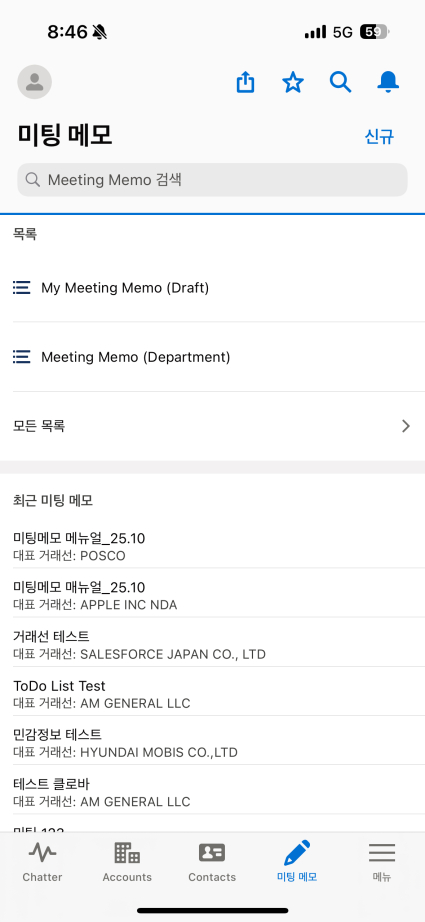 8:46
5G
59
미팅 메모
신규
Meeting Memo 검색
목록
My Meeting Memo (Draft)
Meeting Memo (Department)
모든 목록
최근 미팅 메모
미팅메모 메뉴얼_25.10
대표 거래선: POSCO
미팅메모 매뉴얼_25.10
대표 거래선: APPLE INC NDA
거래선 테스트
대표 거래선: SALESFORCE JAPAN CO., LTD
ToDo List Test
대표 거래선: AM GENERAL LLC
민감정보 테스트
대표 거래선: HYUNDAI MOBIS CO.,LTD
테스트 클로바
대표 거래선: AM GENERAL LLC
미팅 123
Chatter
Accounts
Contacts
미팅 메모
메뉴